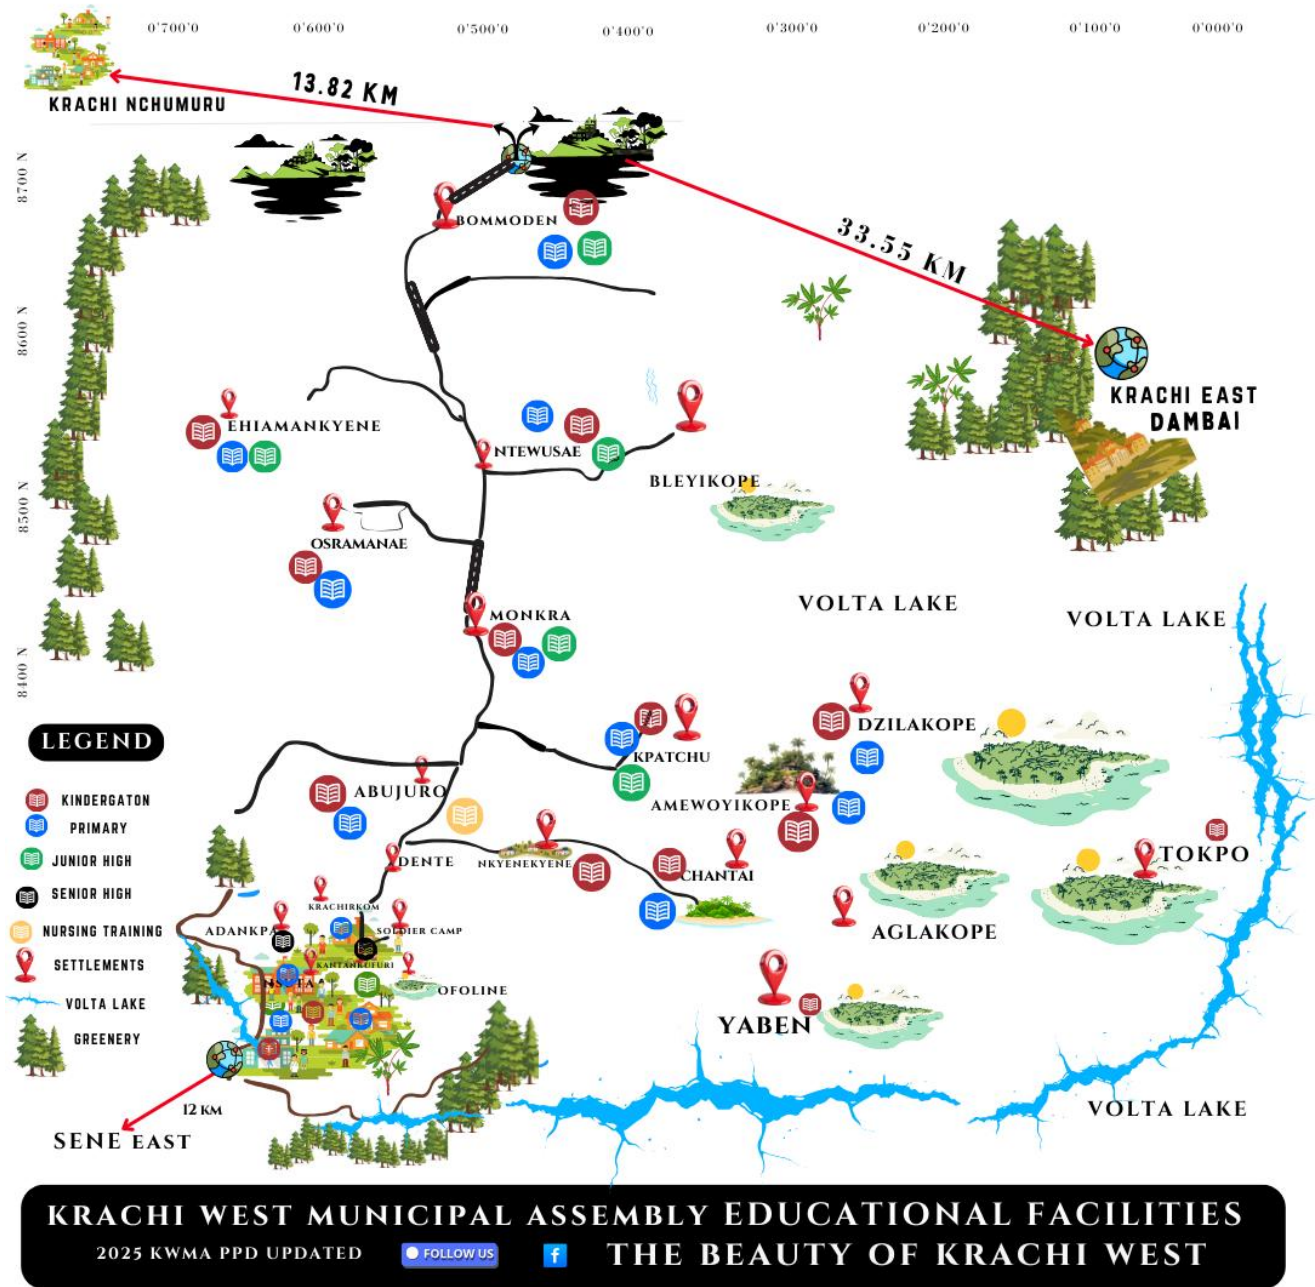 0'700'0 0'600'0 0'500'0 0'400'0 0'300'0 0'200'0 0'100'0 0'000'0
KRACHI NCHUMURU
13.82 KM
8700 N
BOMMODEN
33.55 KM
8600 N
KRACHI EAST
DAMBAI
EHIAMANKYENE
NTEWUSAE
BLEYIKOPE
8500 N
OSRAMANAE
VOLTA LAKE
VOLTA LAKE
MONKRA
8400 N
DZILAKOPE
LEGEND
KPATCHU
KINDERGATON
ABUJURO
AMEWOYIKOPE
PRIMARY
JUNIOR HIGH
DENTE
NKYENEKYENE
CHANTAI
TOKPO
SENIOR HIGH
KRACHIRKOM
NURSING TRAINING
ADANKPA
SOLDIER CAMP
AGLAKOPE
SETTLEMENTS
KANTANKUFURI
NSUTA
OFOLINE
VOLTA LAKE
YABEN
GREENERY
12 KM
SENE EAST
VOLTA LAKE
KRACHI WEST MUNICIPAL ASSEMBLY EDUCATIONAL FACILITIES
2025 KWMA PPD UPDATED FOLLOW US f THE BEAUTY OF KRACHI WEST